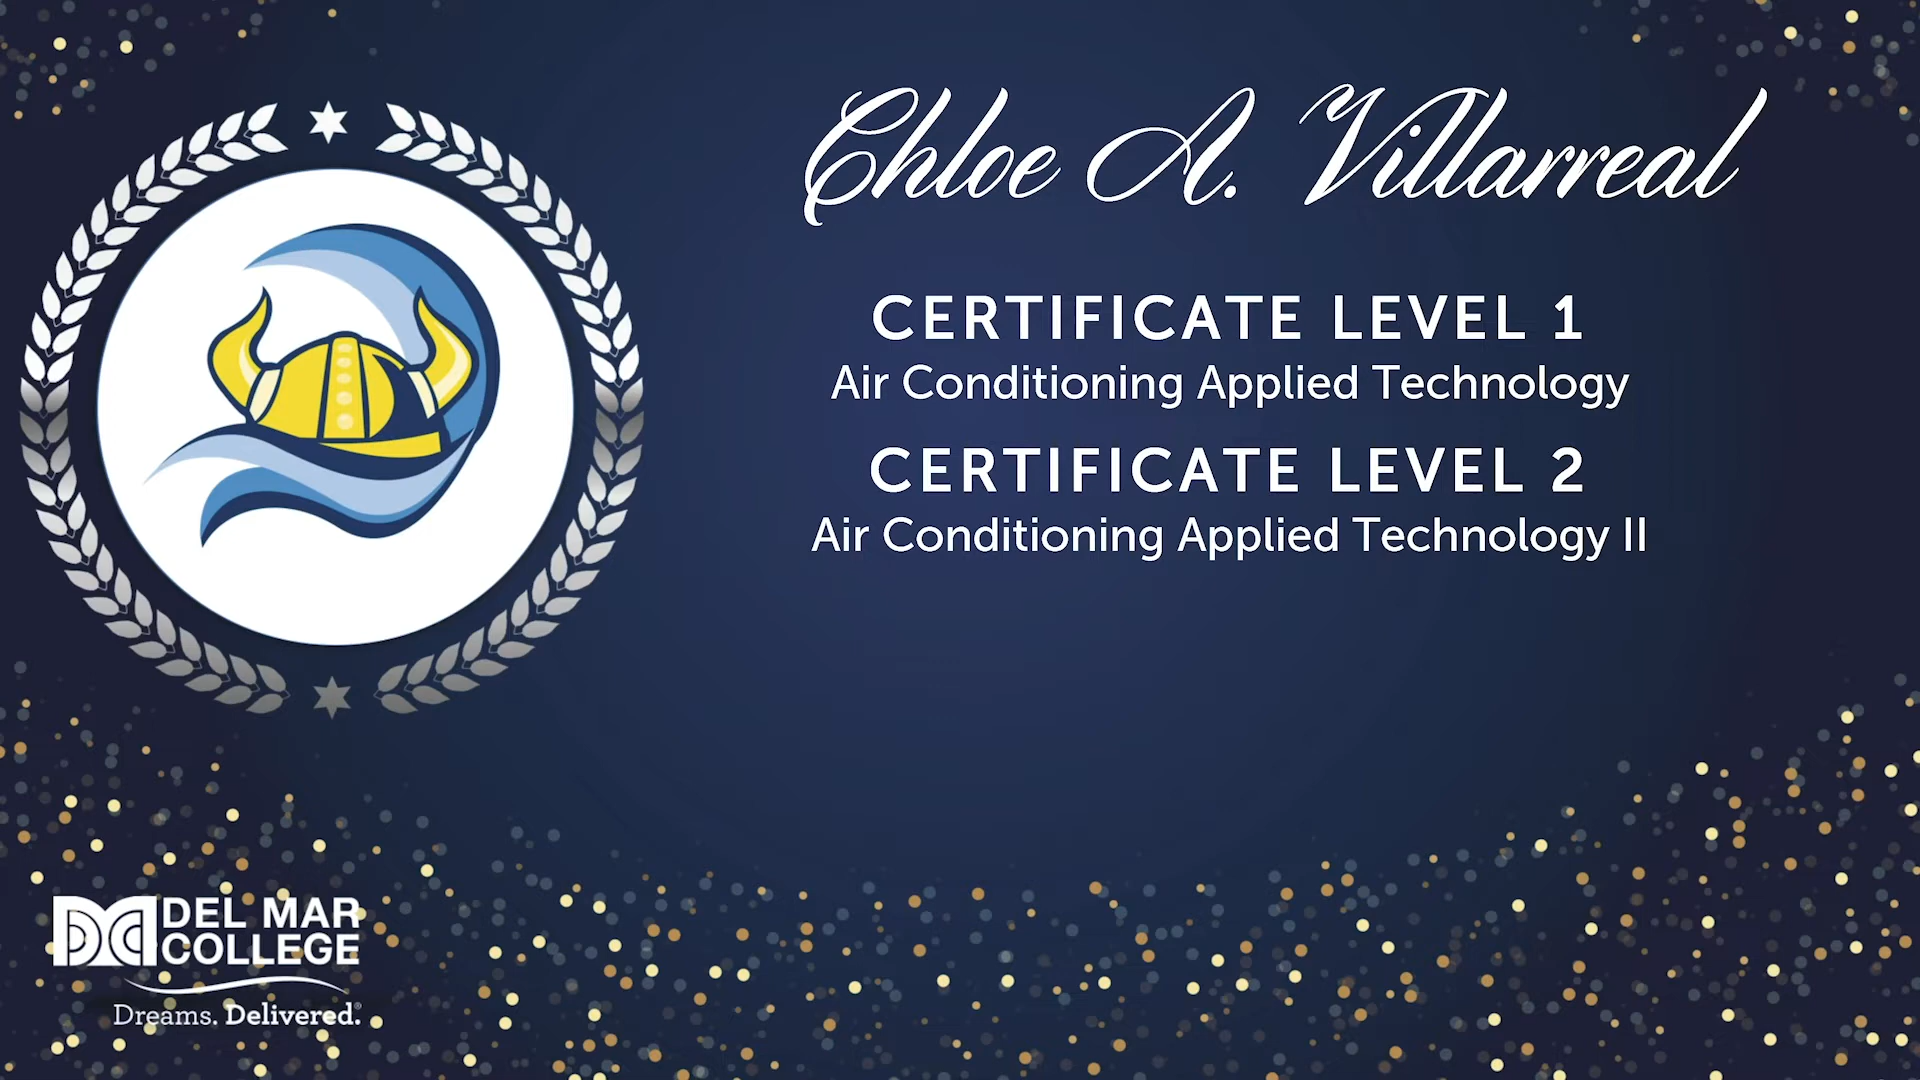 Chloe A. Villarreal
CERTIFICATE LEVEL 1
Air Conditioning Applied Technology
CERTIFICATE LEVEL 2
Air Conditioning Applied Technology II
DEL MAR
COLLEGE
Dreams. Delivered.®